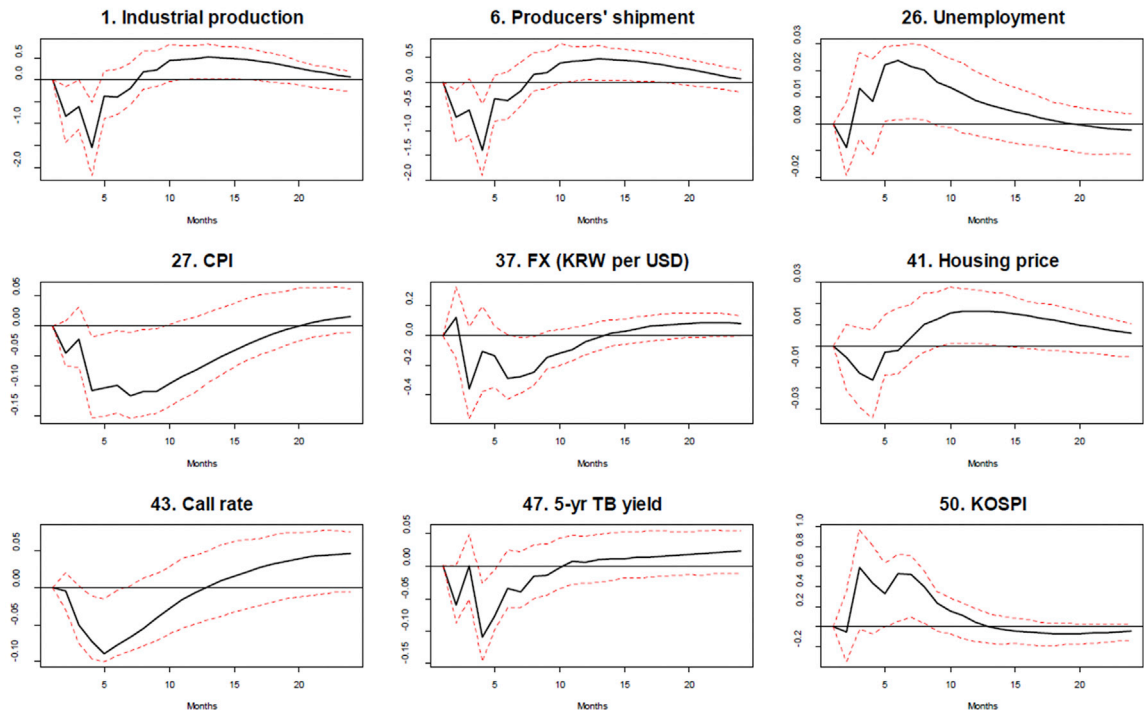 1. Industrial production
0.5
0.0
-1.0
-2.0
5 10 15 20
Months
6. Producers' shipment
0.5
0.0
-0.5
-1.0
-1.5
-2.0
5 10 15 20
Months
26. Unemployment
0.03
0.02
0.00
-0.02
5 10 15 20
Months
27. CPI
0.05
0.00
-0.05
-0.10
-0.15
5 10 15 20
Months
37. FX (KRW per USD)
0.2
0.0
-0.2
-0.4
5 10 15 20
Months
41. Housing price
0.03
0.01
-0.01
-0.03
5 10 15 20
Months
43. Call rate
0.05
0.00
-0.05
-0.10
5 10 15 20
Months
47. 5-yr TB yield
0.05
0.00
-0.05
-0.10
-0.15
5 10 15 20
Months
50. KOSPI
1.0
0.8
0.6
0.4
0.2
-0.2
5 10 15 20
Months